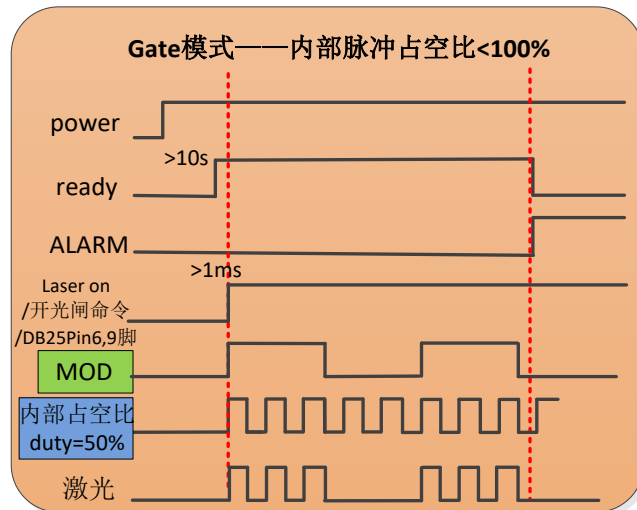 Gate模式——内部脉冲占空比<100%
power
>10s
ready
ALARM
>1ms
Laser on
/开光闸命令
/DB25Pin6,9脚
MOD
内部占空比
duty=50%
激光